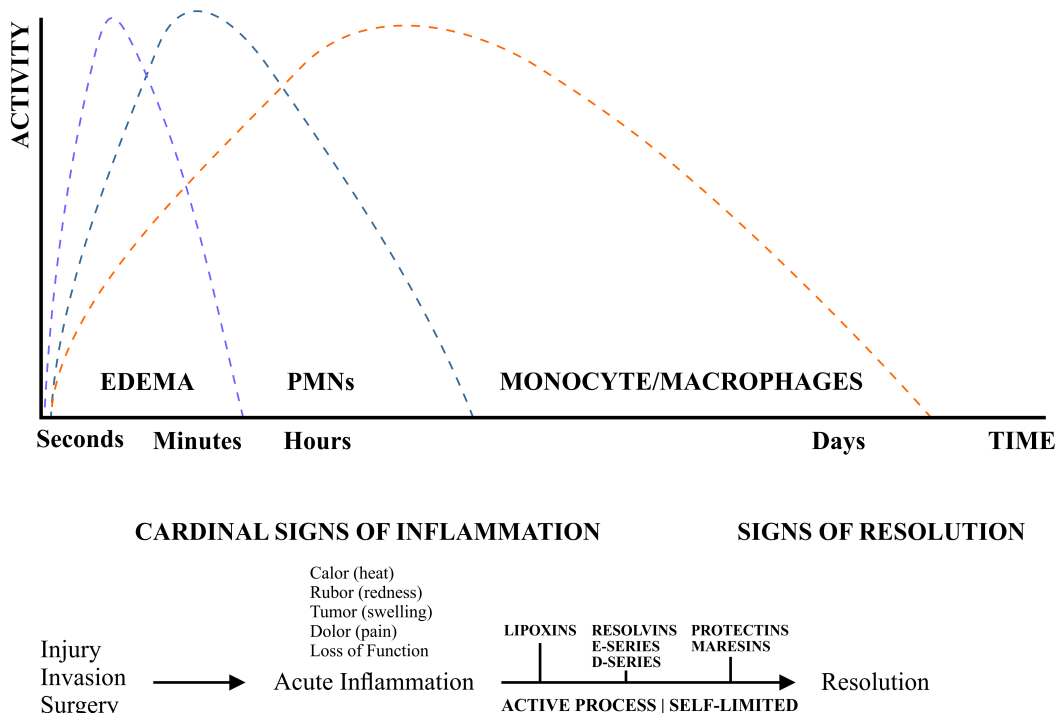 ACTIVITY
EDEMA
PMNs
MONOCYTE/MACROPHAGES
Seconds
Minutes
Hours
Days
TIME
CARDINAL SIGNS OF INFLAMMATION
SIGNS OF RESOLUTION
Calor (heat)
Rubor (redness)
Tumor (swelling)
Dolor (pain)
Loss of Function
Injury
Invasion
Surgery
Acute Inflammation
LIPOXINS
RESOLVINS
E-SERIES
D-SERIES
PROTECTINS
MARESINS
ACTIVE PROCESS | SELF-LIMITED
Resolution